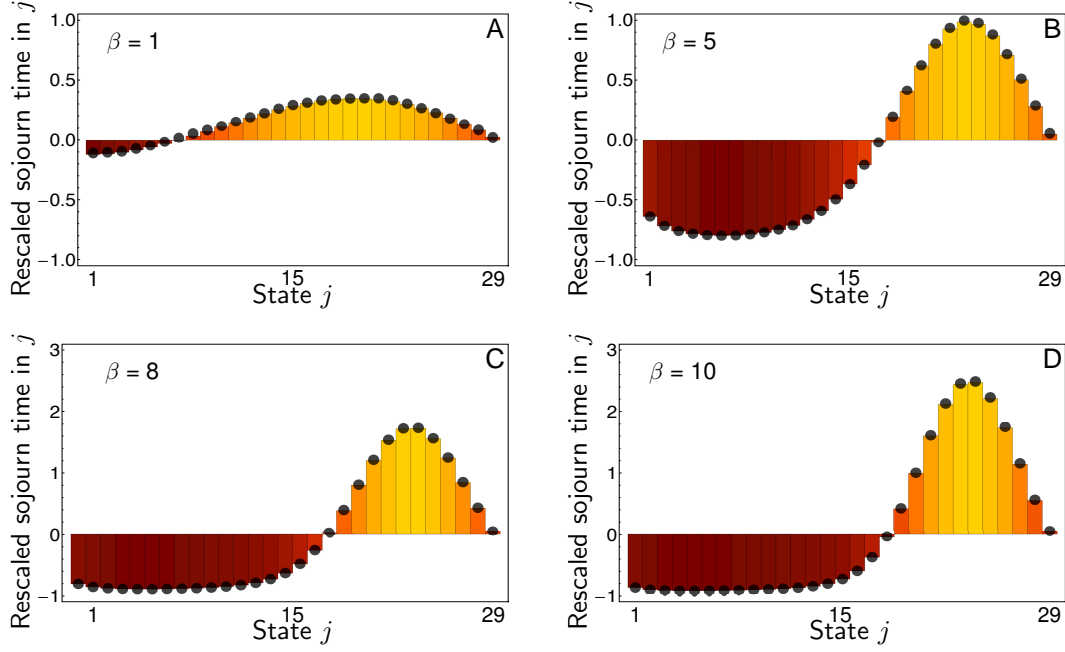 A
β = 1
Rescaled sojourn time in j
1.0
0.5
0.0
−0.5
−1.0
1
15
29
State j
B
β = 5
Rescaled sojourn time in j
1.0
0.5
0.0
−0.5
−1.0
1
15
29
State j
C
β = 8
Rescaled sojourn time in j
3
2
1
0
−1
1
15
29
State j
D
β = 10
Rescaled sojourn time in j
3
2
1
0
−1
1
15
29
State j